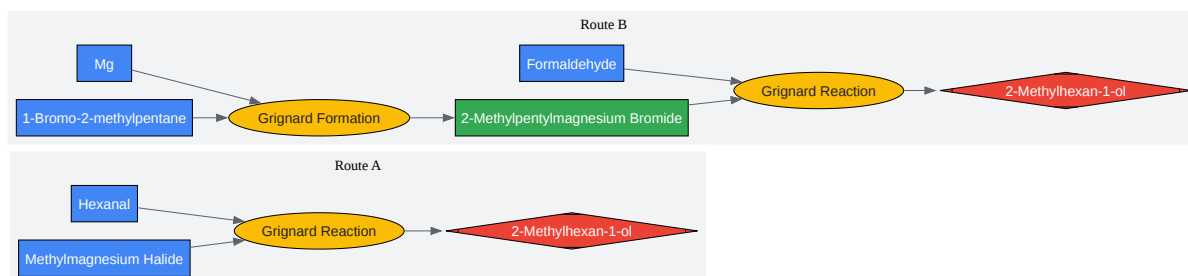 Route B
Mg
Formaldehyde
Grignard Reaction
2-Methylhexan-1-ol
1-Bromo-2-methylpentane
Grignard Formation
2-Methylpentylmagnesium Bromide
Route A
Hexanal
Grignard Reaction
2-Methylhexan-1-ol
Methylmagnesium Halide